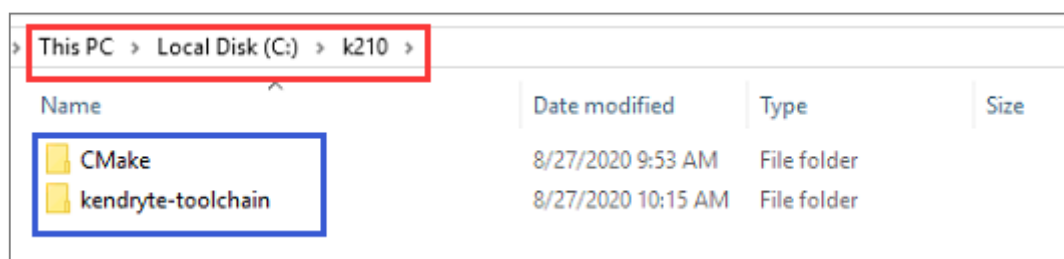 > This PC > Local Disk (C:) > k210 >
Name Date modified Type Size
CMake 8/27/2020 9:53 AM File folder
kendryte-toolchain 8/27/2020 10:15 AM File folder